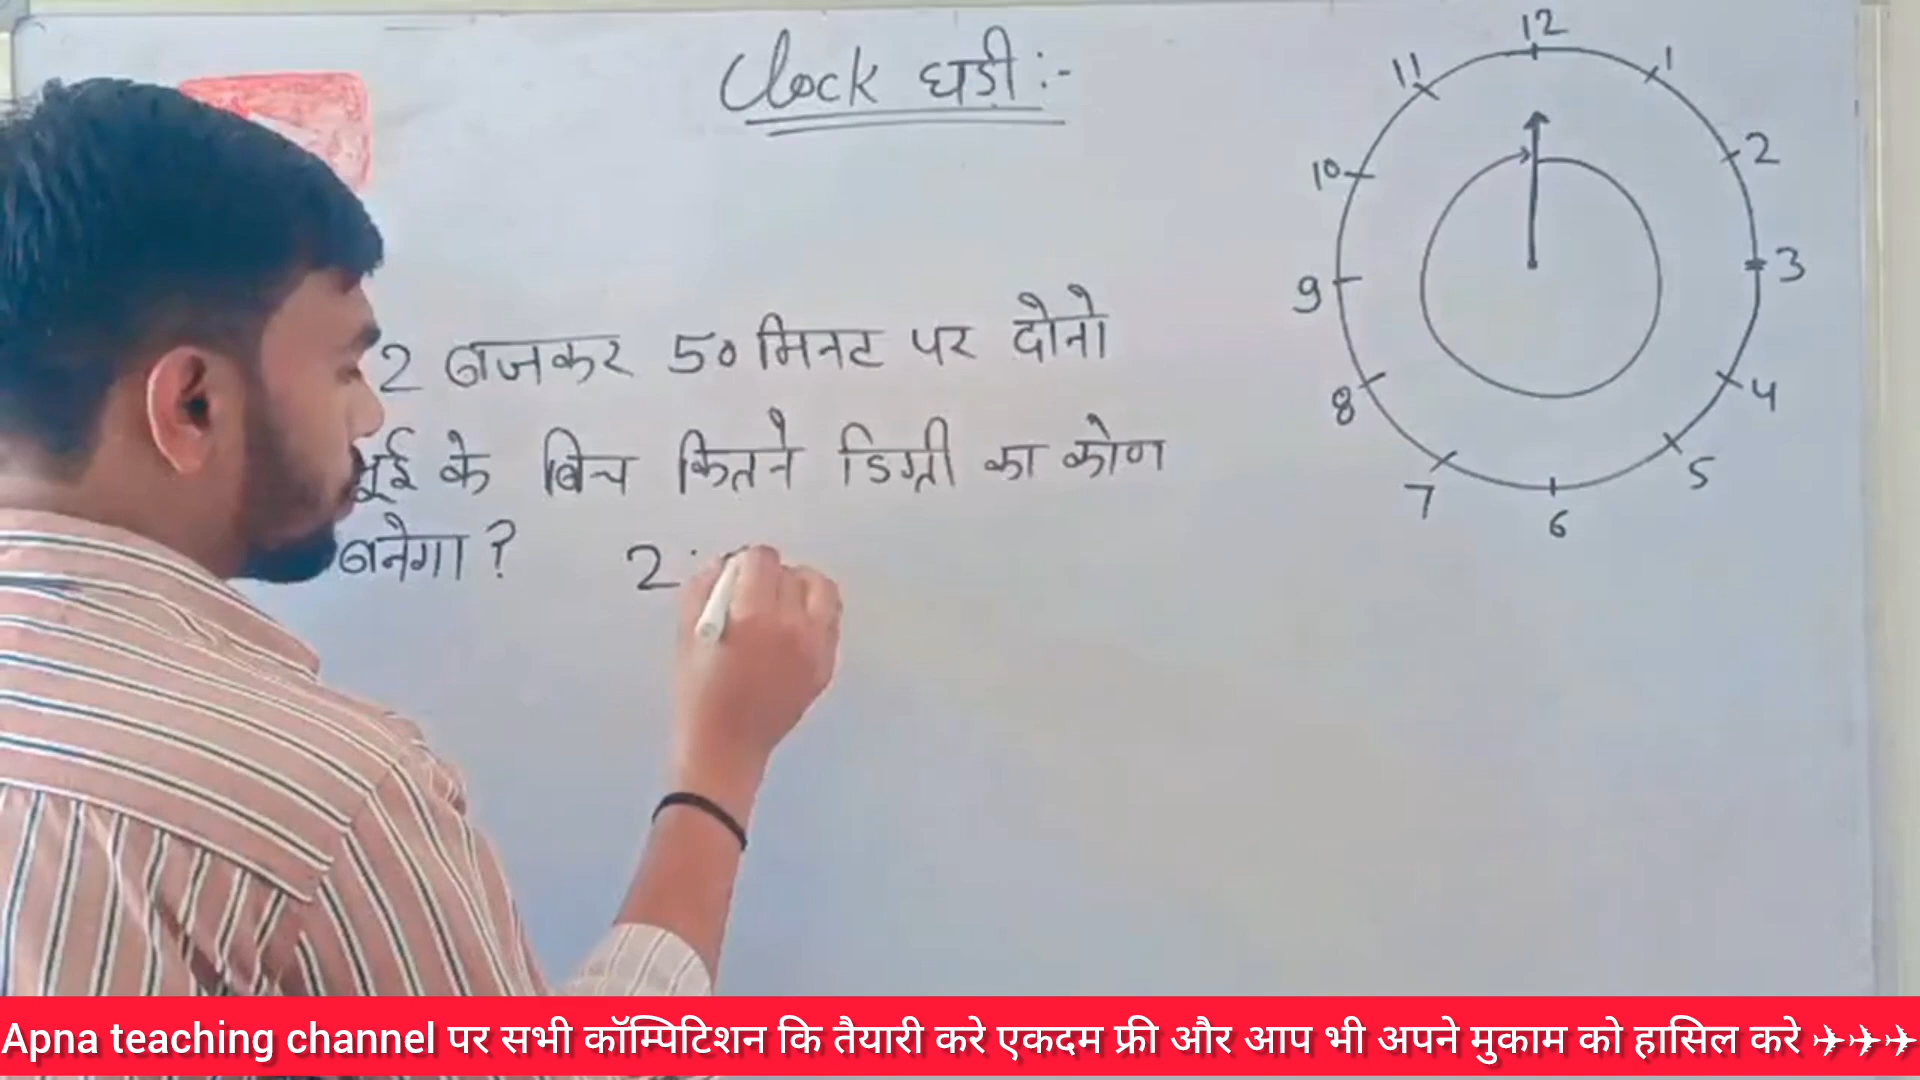 Clock घड़ी :-
2 बजकर 50 मिनट पर दोनो
सूई के बिच कितने डिग्री का कोण
बनेगा ?
2 :
12
1
2
3
4
5
6
7
8
9
10
11
Apna teaching channel पर सभी कॉम्पिटिशन कि तैयारी करे एकदम फ्री और आप भी अपने मुकाम को हासिल करे ✈✈✈